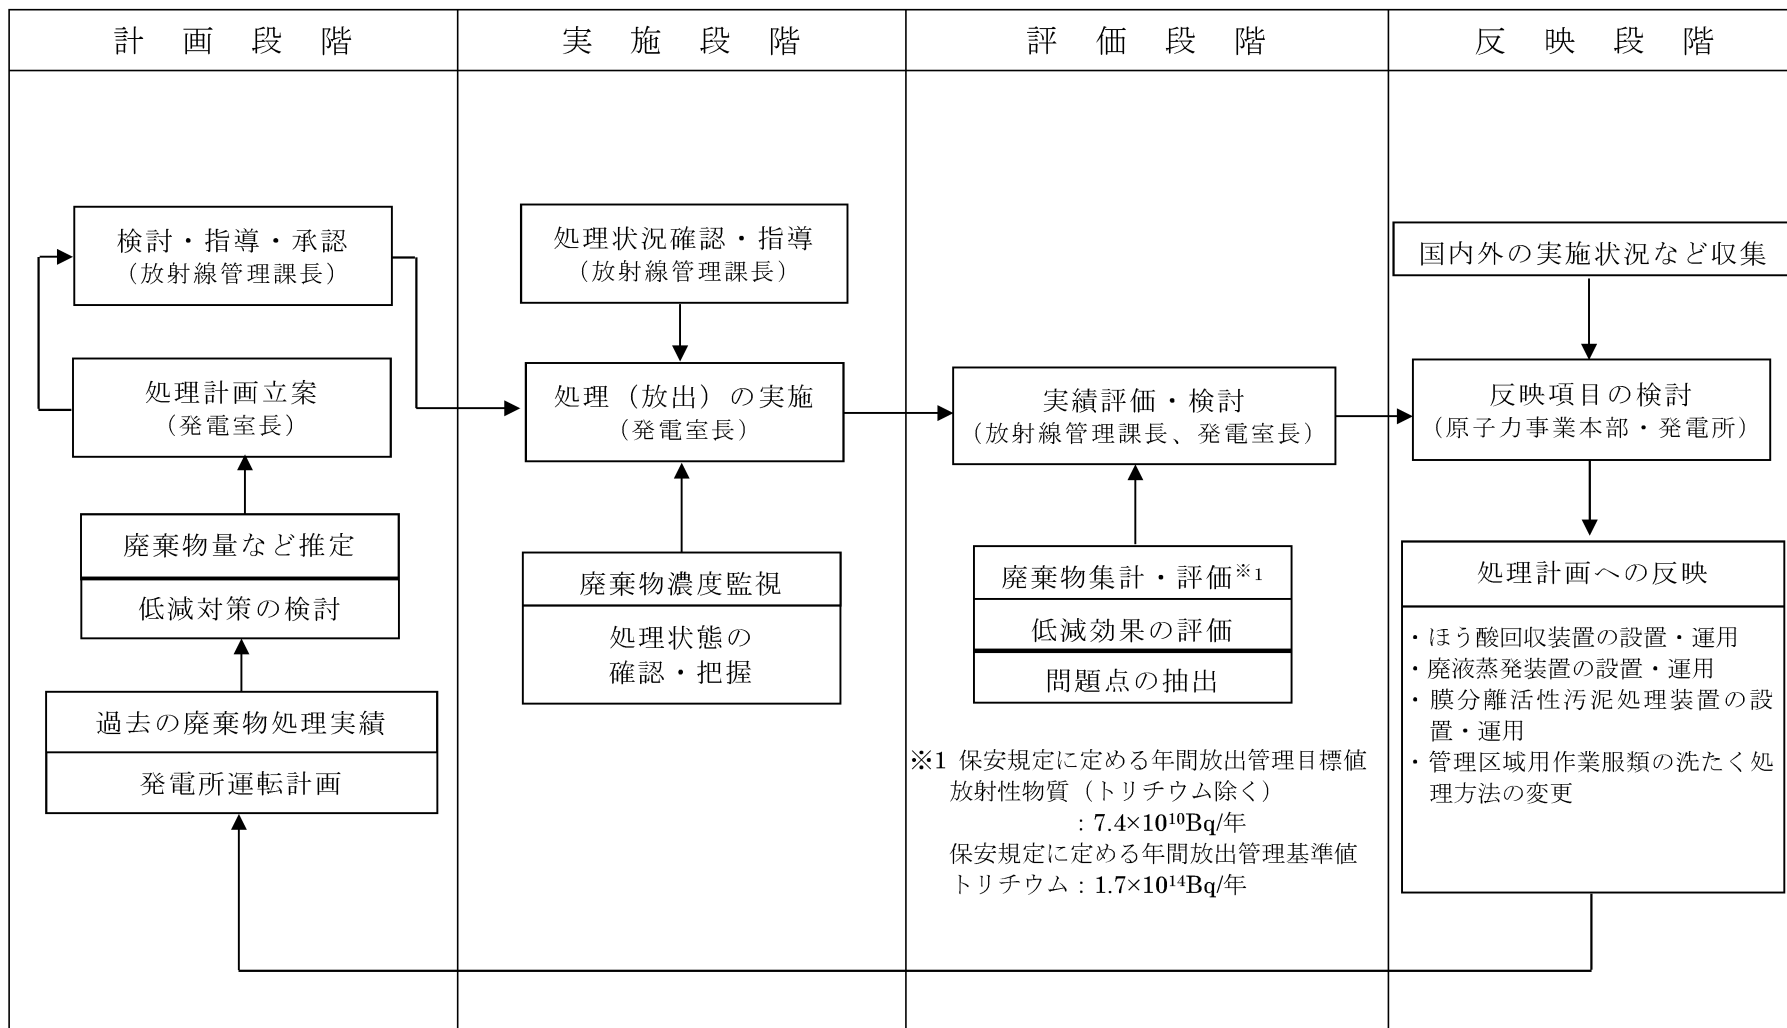 計画段階
検討・指導・承認
（放射線管理課長）
処理計画立案
（発電室長）
廃棄物量など推定
低減対策の検討
過去の廃棄物処理実績
発電所運転計画
実施段階
処理状況確認・指導
（放射線管理課長）
処理（放出）の実施
（発電室長）
廃棄物濃度監視
処理状態の
確認・把握
評価段階
実績評価・検討
（放射線管理課長、発電室長）
廃棄物集計・評価※1
低減効果の評価
問題点の抽出
※1 保安規定に定める年間放出管理目標値
放射性物質（トリチウム除く）
：7.4×10¹⁰Bq/年
保安規定に定める年間放出管理基準値
トリチウム：1.7×10¹⁴Bq/年
反映段階
国内外の実施状況など収集
反映項目の検討
（原子力事業本部・発電所）
処理計画への反映
・ほう酸回収装置の設置・運用
・廃液蒸発装置の設置・運用
・膜分離活性汚泥処理装置の設
置・運用
・管理区域用作業服類の洗たく処
理方法の変更